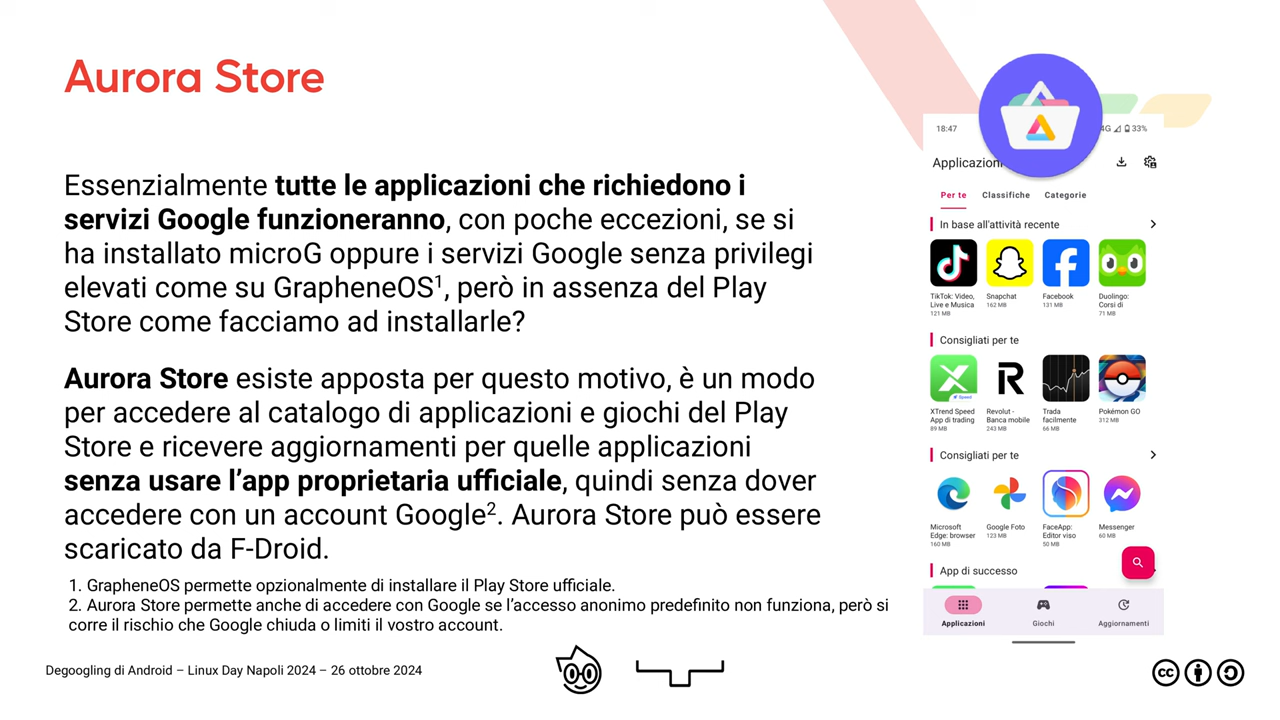 Aurora Store
Essenzialmente tutte le applicazioni che richiedono i
servizi Google funzioneranno, con poche eccezioni, se si
ha installato microG oppure i servizi Google senza privilegi
elevati come su GrapheneOS1, però in assenza del Play
Store come facciamo ad installarle?
Aurora Store esiste apposta per questo motivo, è un modo
per accedere al catalogo di applicazioni e giochi del Play
Store e ricevere aggiornamenti per quelle applicazioni
senza usare l'app proprietaria ufficiale, quindi senza dover
accedere con un account Google2. Aurora Store può essere
scaricato da F-Droid.
1. GrapheneOS permette opzionalmente di installare il Play Store ufficiale.
2. Aurora Store permette anche di accedere con Google se l'accesso anonimo predefinito non funziona, però si
corre il rischio che Google chiuda o limiti il vostro account.
Degoogling di Android – Linux Day Napoli 2024 – 26 ottobre 2024
18:47 4G 33%
Applicazioni
Per te Classifiche Categorie
In base all'attività recente
TikTok: Video, Snapchat Facebook Duolingo:
Live e Musica 162 MB 131 MB Corsi di
121 MB 71 MB
Consigliati per te
XTrend Speed Revolut - Trada Pokémon GO
App di trading Banca mobile facilmente 312 MB
89 MB 243 MB 66 MB
Consigliati per te
Microsoft Google Foto FaceApp: Messenger
Edge: browser 123 MB Editor viso 60 MB
160 MB 50 MB
App di successo
Applicazioni Giochi Aggiornamenti
cc